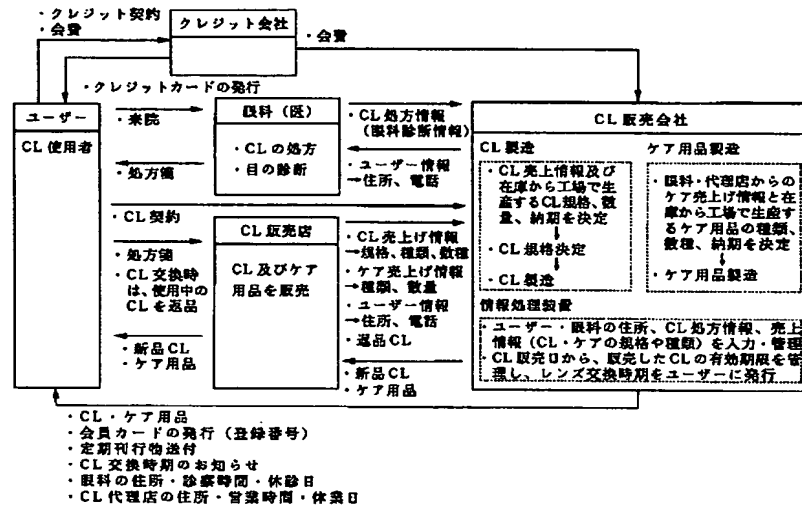 ・クレジット契約
・会費
クレジット会社
・会費
・クレジットカードの発行
ユーザー
CL使用者
・来院
・処方箋
眼科（医）
・CLの処方
・目の診断
・CL処方情報
（眼科診断情報）
・ユーザー情報
→住所、電話
・CL契約
・処方箋
・CL交換時
は、使用中の
CLを返品
・新品CL
・ケア用品
CL販売店
CL及びケア
用品を販売
・CL売上げ情報
→規格、種類、数種
・ケア売上げ情報
→種類、数量
・ユーザー情報
→住所、電話
・返品CL
・新品CL
・ケア用品
CL販売会社
CL製造
・CL売上情報及び
在庫から工場で生
産するCL規格、数
量、納期を決定
・CL規格決定
・CL製造
ケア用品製造
・眼科・代理店からの
ケア売上げ情報と在
庫から工場で生産す
るケア用品の種類、
数種、納期を決定
・ケア用品製造
情報処理装費
・ユーザー・眼科の住所、CL処方情報、売上
情報（CL・ケアの規格や種類）を入力・管理
・CL販売日から、販売したCLの有効期限を管
理し、レンズ交換時期をユーザーに発行
・CL・ケア用品
・会員カードの発行（登録番号）
・定期刊行物送付
・CL交換時期のお知らせ
・眼科の住所・診察時間・休診日
・CL代理店の住所・営業時間・休業日